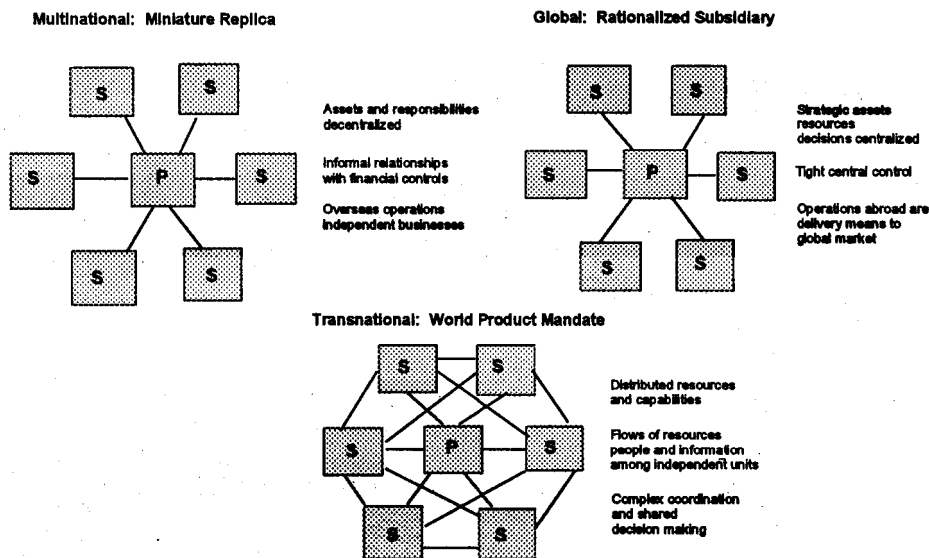 Multinational: Miniature Replica
S
S
S
P
S
S
S
Assets and responsibilities
decentralized
Informal relationships
with financial controls
Overseas operations
independent businesses
Global: Rationalized Subsidiary
S
S
S
P
S
S
S
Strategic assets
resources
decisions centralized
Tight central control
Operations abroad are
delivery means to
global market
Transnational: World Product Mandate
S
S
S
P
S
S
S
Distributed resources
and capabilities
Flows of resources
people and information
among independent units
Complex coordination
and shared
decision making